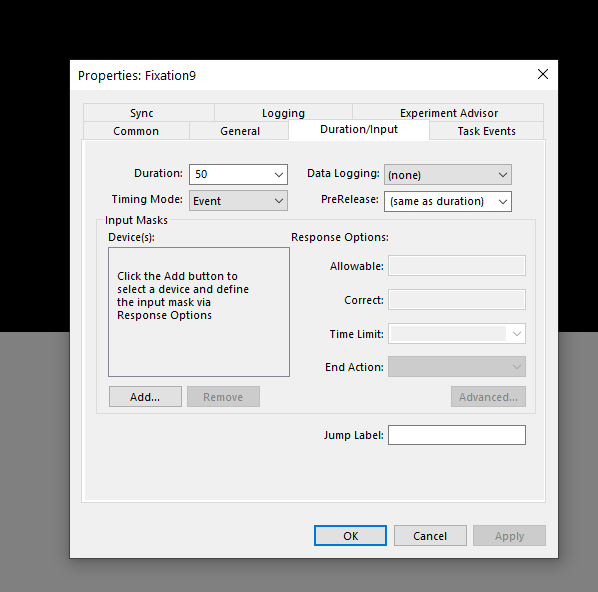 Properties: Fixation9
Sync Logging Experiment Advisor
Common General Duration/Input Task Events
Duration: 50 Data Logging: (none)
Timing Mode: Event PreRelease: (same as duration)
Input Masks
Device(s): Response Options:
Click the Add button to
select a device and define
the input mask via
Response Options
Allowable:
Correct:
Time Limit:
End Action:
Add... Remove Advanced...
Jump Label:
OK Cancel Apply